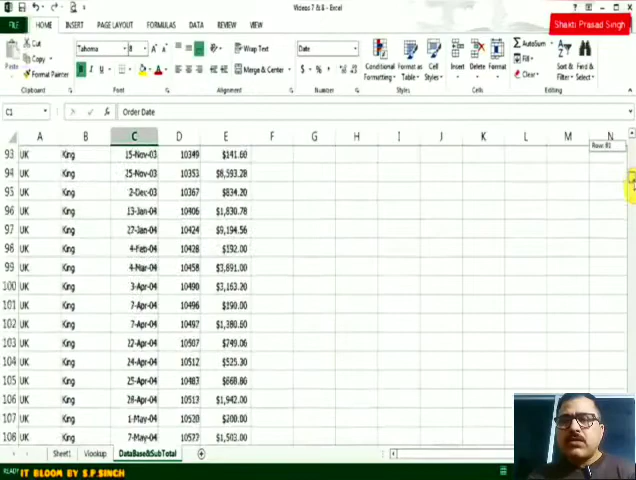 Videos 7 & 8 - Excel
Shakti Prasad Singh
FILE HOME INSERT PAGE LAYOUT FORMULAS DATA REVIEW VIEW
Cut
Copy
Format Painter
Paste
Clipboard
Tahoma 8
B I U
Font
Wrap Text
Merge & Center
Alignment
Date
$ % ,
Number
Conditional Formatting
Format as Table
Cell Styles
Styles
Insert Delete Format
Cells
AutoSum
Fill
Clear
Sort & Filter
Find & Select
Editing
C1 Order Date
A B C D E F G H I J K L M N
Row: 81
93 UK King 15-Nov-03 10349 $141.60
94 UK King 25-Nov-03 10353 $8,593.28
95 UK King 2-Dec-03 10367 $834.20
96 UK King 13-Jan-04 10406 $1,830.78
97 UK King 27-Jan-04 10424 $9,194.56
98 UK King 4-Feb-04 10428 $192.00
99 UK King 4-Mar-04 10458 $3,891.00
100 UK King 3-Apr-04 10490 $3,163.20
101 UK King 7-Apr-04 10496 $190.00
102 UK King 7-Apr-04 10497 $1,380.60
103 UK King 22-Apr-04 10507 $749.06
104 UK King 24-Apr-04 10512 $525.30
105 UK King 25-Apr-04 10483 $668.86
106 UK King 28-Apr-04 10513 $1,942.00
107 UK King 1-May-04 10520 $200.00
108 UK King 7-May-04 10527 $1,503.00
Sheet1 Vlookup DataBase&SubTotal
READY
IT BLOOM BY S.P.SINGH